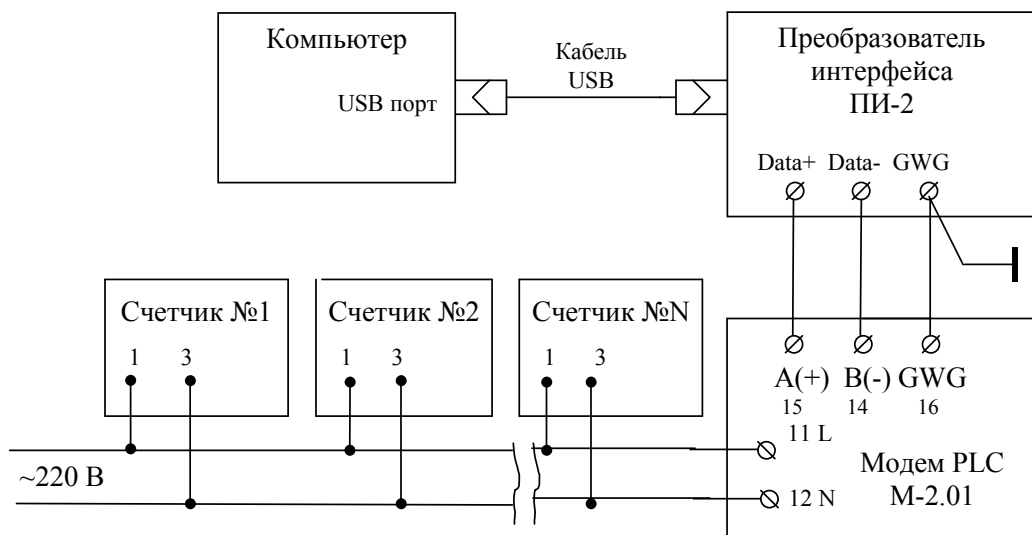 Компьютер
USB порт
Кабель
USB
Преобразователь
интерфейса
ПИ-2
Data+ Data- GWG
Счетчик №1
1 3
Счетчик №2
1 3
Счетчик №N
1 3
A(+) B(-) GWG
15 14 16
11 L
Модем PLC
М-2.01
12 N
~220 В